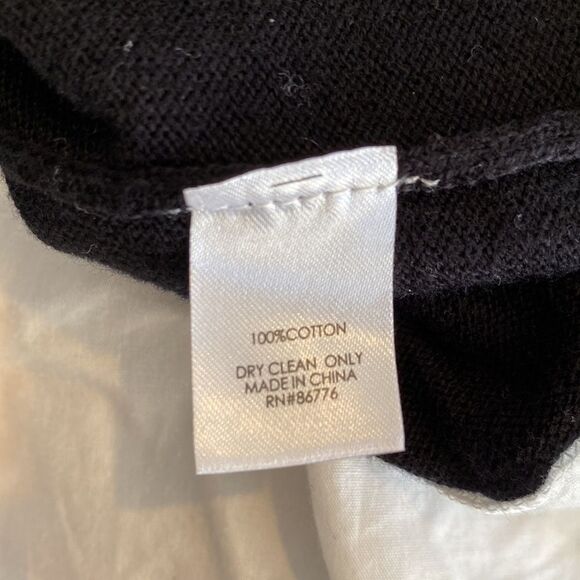 100%COTTON
DRY CLEAN ONLY
MADE IN CHINA
RN#86776